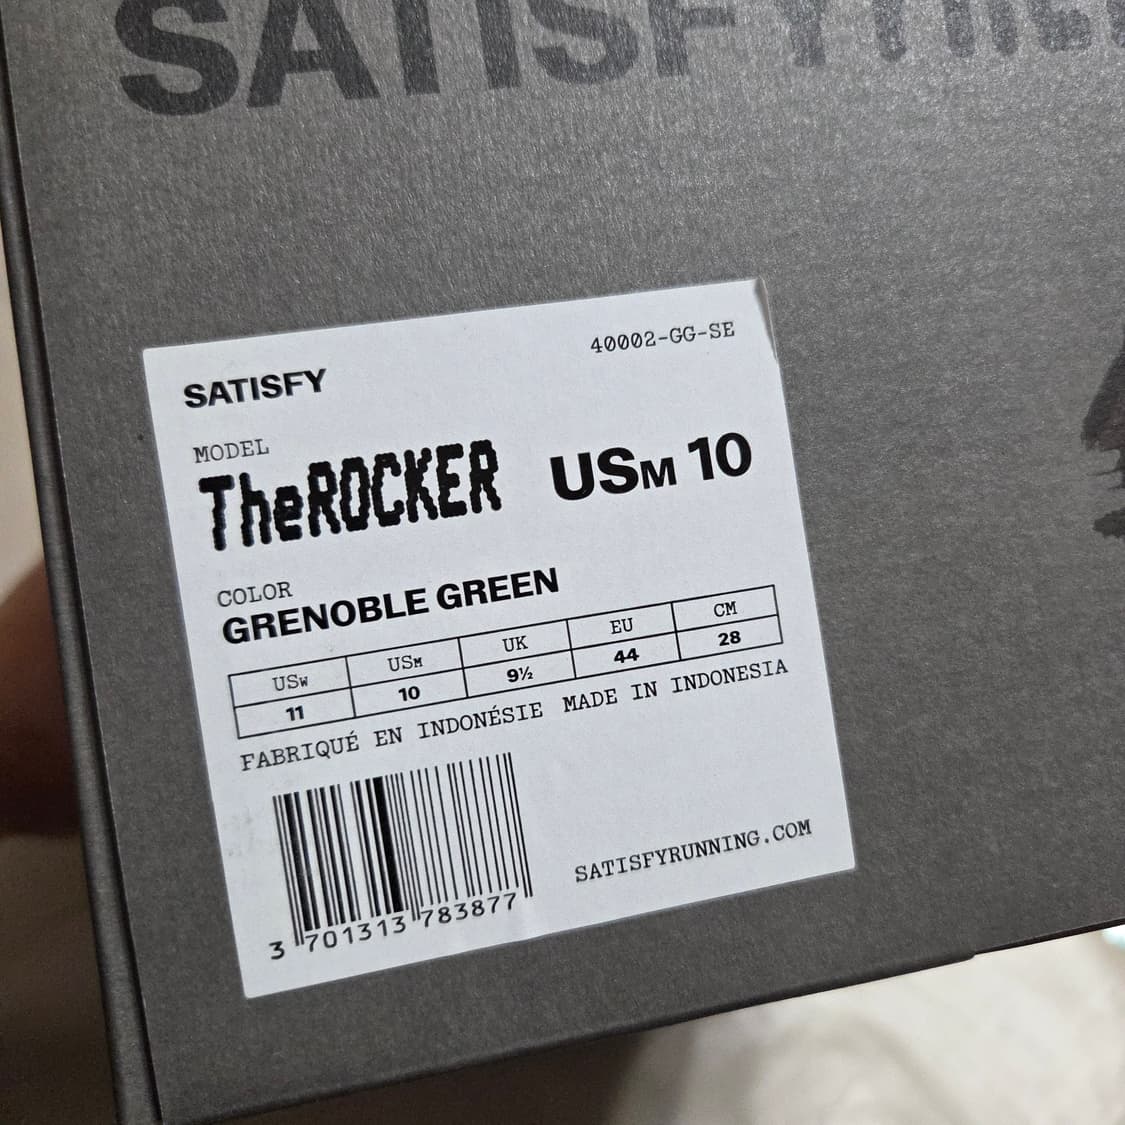 SATISFY
40002-GG-SE
SATISFY
MODEL
TheROCKER
USM 10
COLOR
GRENOBLE GREEN
USW USM UK EU CM
11 10 9½ 44 28
FABRIQUÉ EN INDONÉSIE MADE IN INDONESIA
SATISFYRUNNING.COM
3 701313 783877